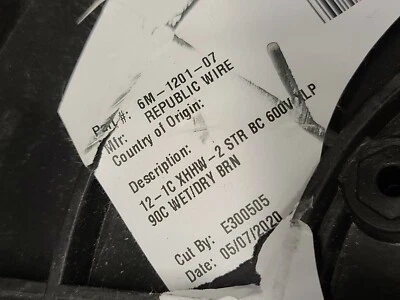 Part #: 6M-1201-07
Mfr: REPUBLIC WIRE
Country of Origin:
Description:
12-1C XHHW-2 STR BC 600V XLP
90C WET/DRY BRN
Cut By: E300505
Date: 05/07/2020